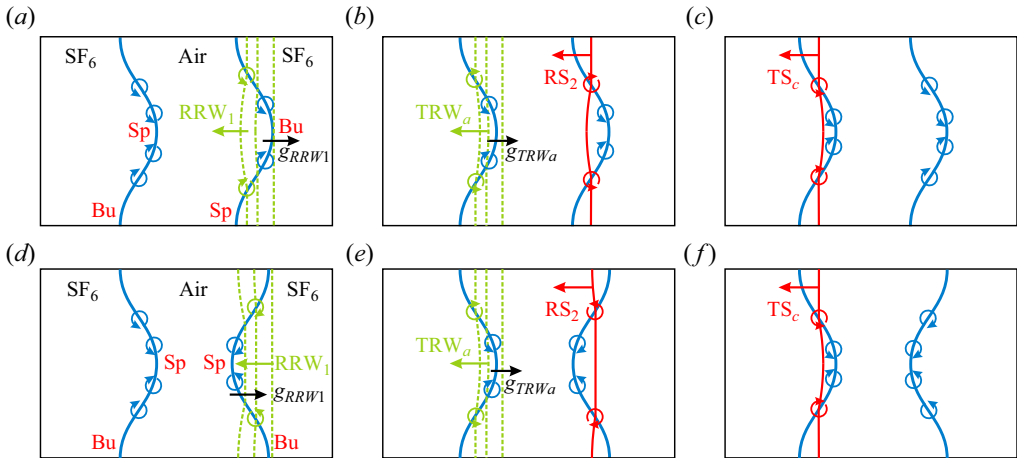 (a)
(b)
(c)
SF6 Air SF6
RS2
TSc
RRW1
TRWa
Sp
Bu
gRRW1
gTRWa
Bu
Sp
(d)
(e)
(f)
SF6 Air SF6
RS2
TSc
Sp Sp RRW1
TRWa
gRRW1
gTRWa
Bu
Bu